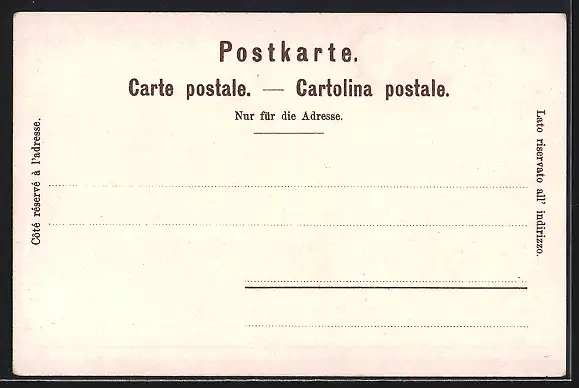 Postkarte.
Carte postale. — Cartolina postale.
Nur für die Adresse.
Côté réservé à l'adresse.
Lato riservato all' indirizzo.